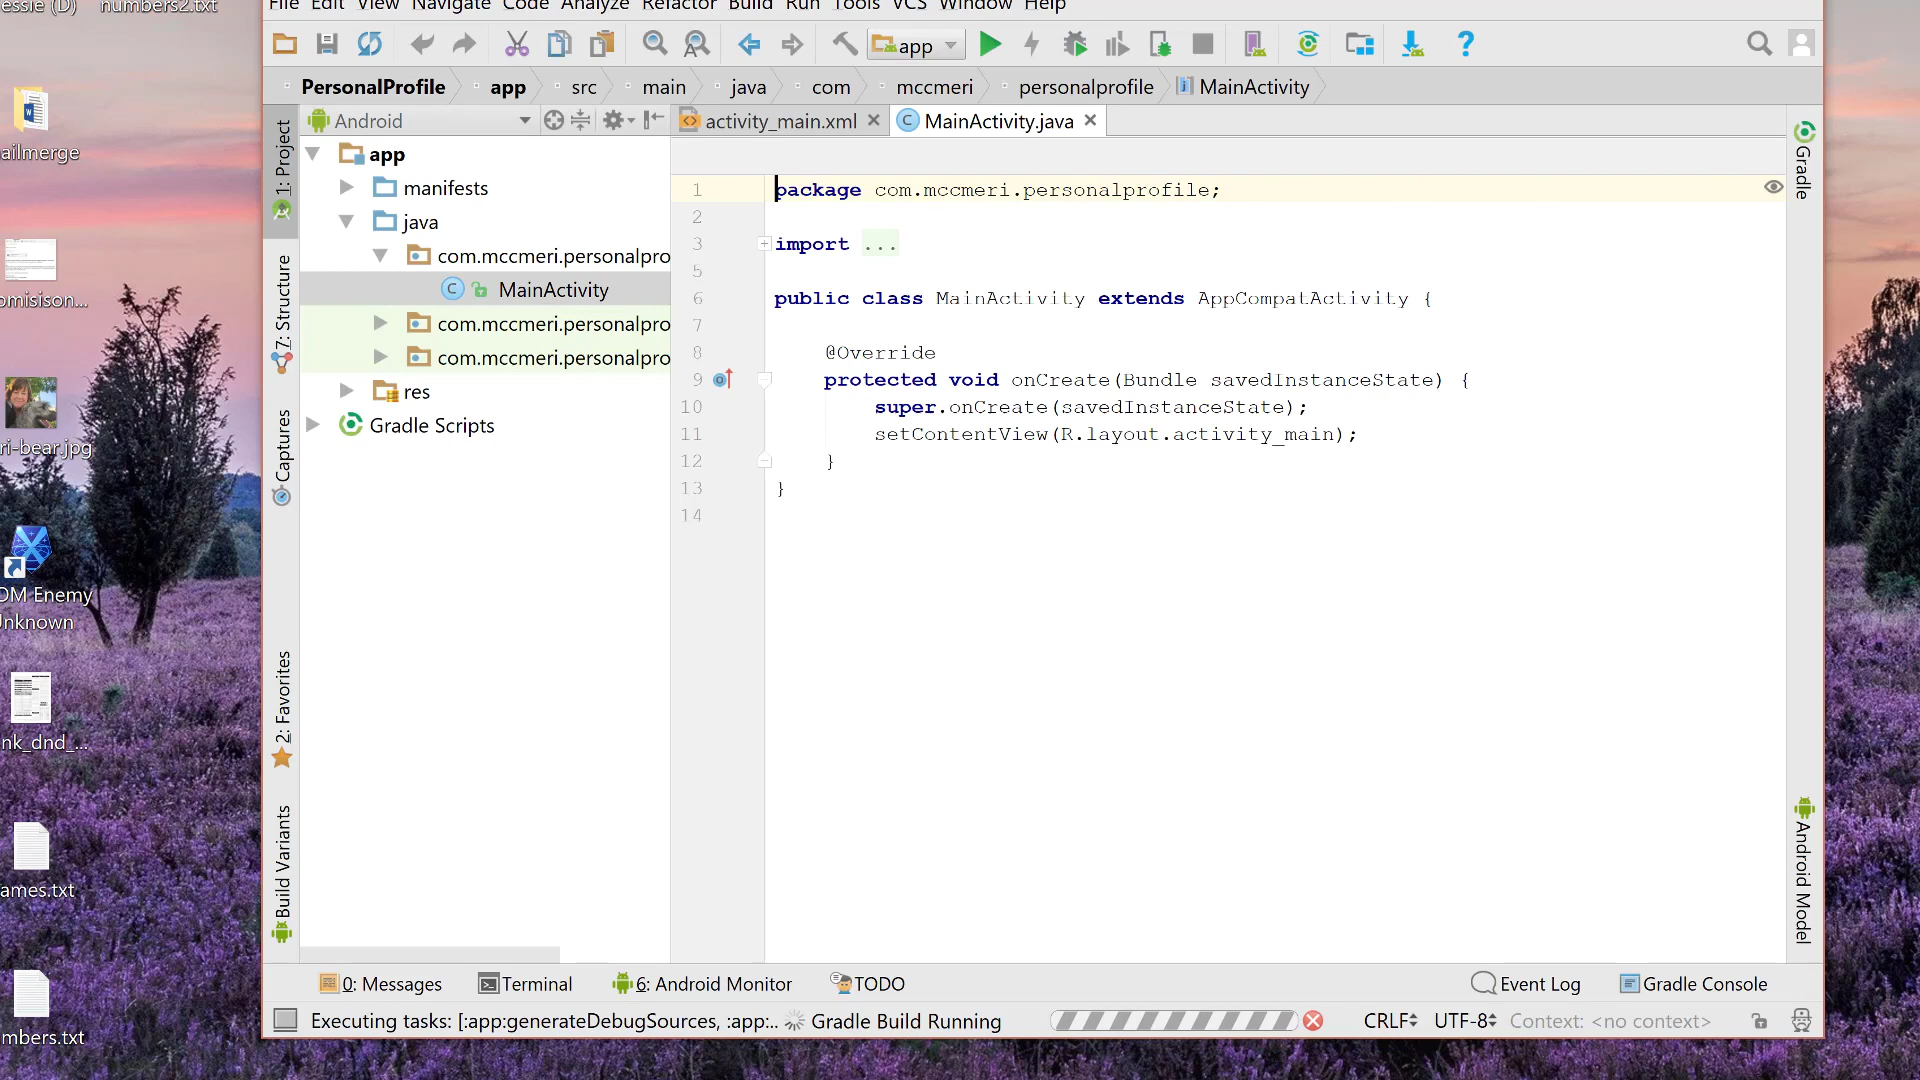 essie (D)
numbers2.txt
ailmerge
omisison...
ri-bear.jpg
OM Enemy
Jnknown
nk_dnd_...
ames.txt
mbers.txt
File Edit View Navigate Code Analyze Refactor Build Run Tools VCS Window Help
app
PersonalProfile app src main java com mccmeri personalprofile MainActivity
1: Project
7: Structure
Captures
2: Favorites
Build Variants
Android
app
manifests
java
com.mccmeri.personalpro
MainActivity
com.mccmeri.personalpro
com.mccmeri.personalpro
res
Gradle Scripts
activity_main.xml
MainActivity.java
1 package com.mccmeri.personalprofile;
2
3 import ...
5
6 public class MainActivity extends AppCompatActivity {
7
8 @Override
9 protected void onCreate(Bundle savedInstanceState) {
10 super.onCreate(savedInstanceState);
11 setContentView(R.layout.activity_main);
12 }
13 }
14
Gradle
Android Model
0: Messages Terminal 6: Android Monitor TODO Event Log Gradle Console
Executing tasks: [:app:generateDebugSources, :app:.. Gradle Build Running CRLF UTF-8 Context: <no context>